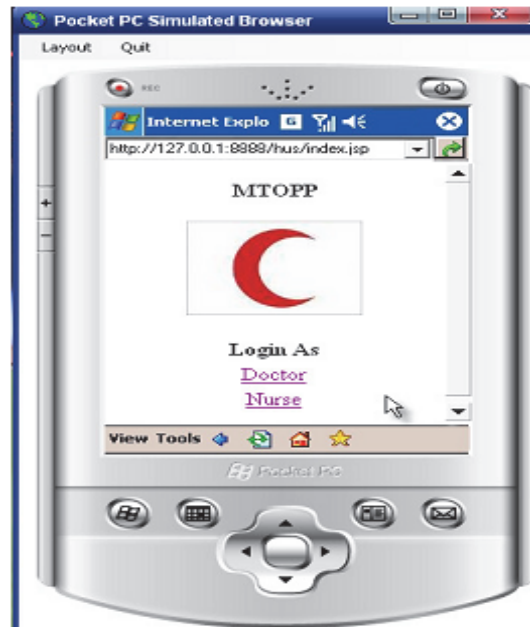 Pocket PC Simulated Browser
Layout Quit
REC
Internet Explo G
http://127.0.0.1:8888/hus/index.jsp
MTOPP
Login As
Doctor
Nurse
View Tools
Pocket PC